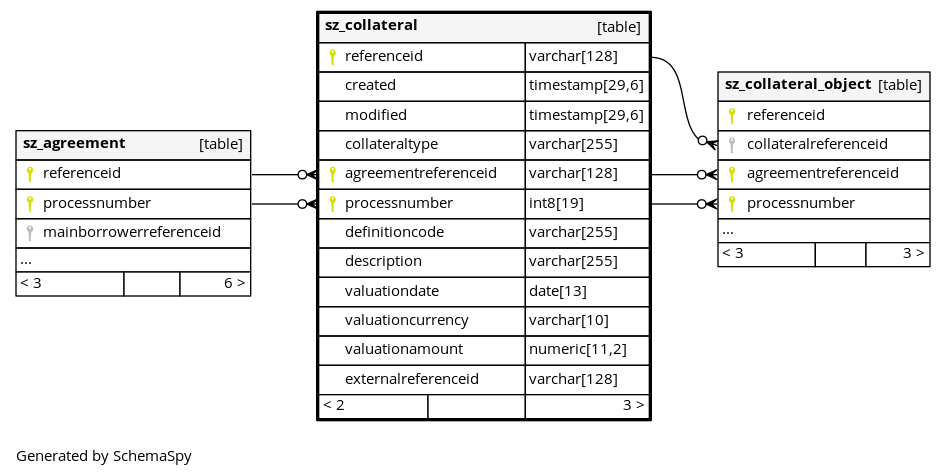 sz_agreement [table]
referenceid
processnumber
mainborrowerreferenceid
...
< 3 6 >
sz_collateral [table]
referenceid varchar[128]
created timestamp[29,6]
modified timestamp[29,6]
collateraltype varchar[255]
agreementreferenceid varchar[128]
processnumber int8[19]
definitioncode varchar[255]
description varchar[255]
valuationdate date[13]
valuationcurrency varchar[10]
valuationamount numeric[11,2]
externalreferenceid varchar[128]
< 2 3 >
sz_collateral_object [table]
referenceid
collateralreferenceid
agreementreferenceid
processnumber
...
< 3 3 >
Generated by SchemaSpy